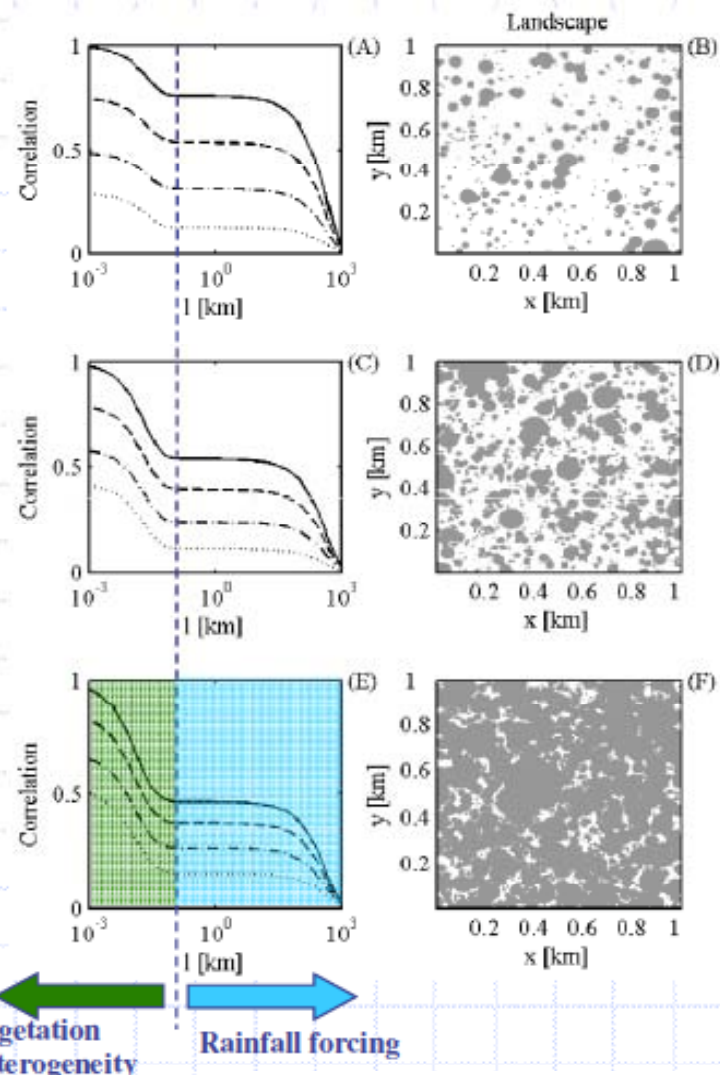 Landscape
(A)
(B)
Correlation
1
0.5
0
10⁻³
10⁰
10³
l [km]
y [km]
1
0.8
0.6
0.4
0.2
0.2 0.4 0.6 0.8 1
x [km]
(C)
(D)
Correlation
1
0.5
0
10⁻³
10⁰
10³
l [km]
y [km]
1
0.8
0.6
0.4
0.2
0.2 0.4 0.6 0.8 1
x [km]
(E)
(F)
Correlation
1
0.5
0
10⁻³
10⁰
10³
l [km]
y [km]
1
0.8
0.6
0.4
0.2
0.2 0.4 0.6 0.8 1
x [km]
getation
terogeneity
Rainfall forcing